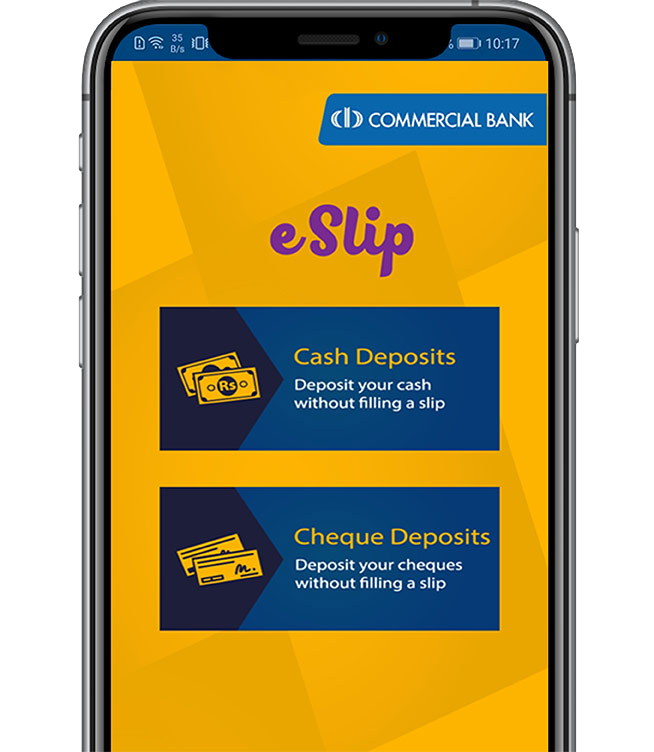 35
B/s
10:17
COMMERCIAL BANK
eSlip
Rs
Cash Deposits
Deposit your cash
without filling a slip
Cheque Deposits
Deposit your cheques
without filling a slip